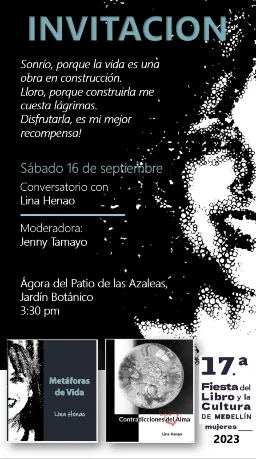 INVITACION
Sonrío, porque la vida es una
obra en construcción.
Lloro, porque construirla me
cuesta lágrimas.
Disfrutarla, es mi mejor
recompensa!
Sábado 16 de septiembre
Conversatorio con
Lina Henao
Moderadora:
Jenny Tamayo
Ágora del Patio de las Azaleas,
Jardín Botánico
3:30 pm
Metáforas
de Vida
Lina Henao
Contradicciones del Alma
Lina Henao
17.a
Fiesta del
Libro y la
Cultura
DE MEDELLÍN
mujeres
2023